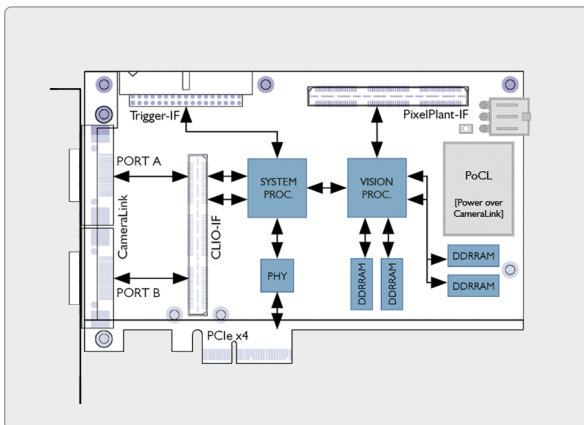 Trigger-IF
PixelPlant-IF
PORT A
CameraLink
PORT B
CLIO-IF
SYSTEM
PROC.
VISION
PROC.
PoCL
[Power over
CameraLink]
PHY
DDRRAM
DDRRAM
DDRRAM
DDRRAM
PCIe x4